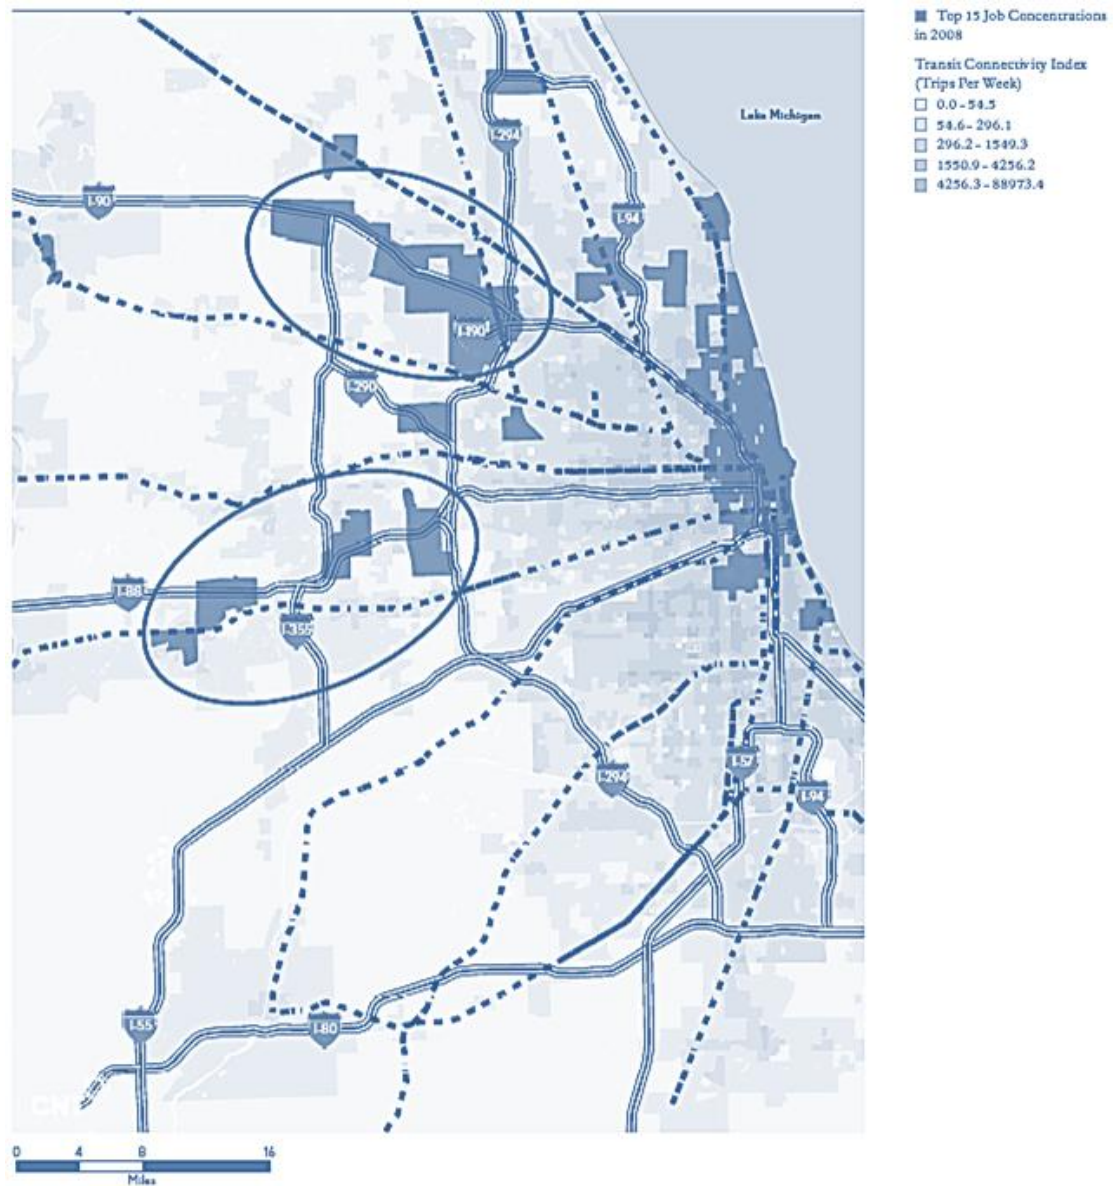 Top 15 Job Concentrations
in 2008
Transit Connectivity Index
(Trips Per Week)
0.0 - 54.5
54.6 - 296.1
296.2 - 1549.3
1550.9 - 4256.2
4256.3 - 88973.4
Lake Michigan
I-294
I-90
I-94
I-190
I-290
I-88
I-355
I-294
I-57
I-94
I-55
I-80
CN
0 4 8 16
Miles